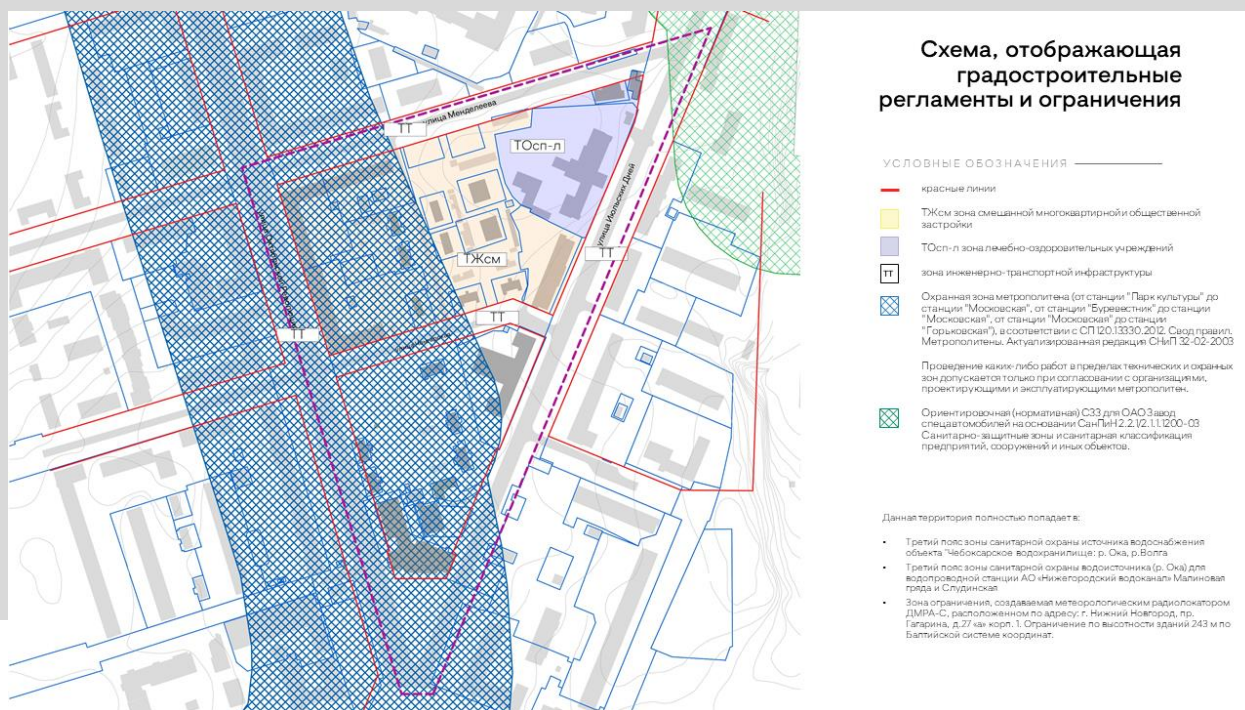 Схема, отображающая
градостроительные
регламенты и ограничения
УСЛОВНЫЕ ОБОЗНАЧЕНИЯ
красные линии
ТЖсм зона смешанной многоквартирной и общественной
застройки
ТОсп-л зона лечебно-оздоровительных учреждений
ТТ
зона инженерно-транспортной инфраструктуры
Охранная зона метрополитена (от станции "Парк культуры" до
станции "Московская", от станции "Буревестник" до станции
"Московская", от станции "Московская" до станции
"Горьковская"), в соответствии с СП 120.13330.2012. Свод правил.
Метрополитены. Актуализированная редакция СНиП 32-02-2003
Проведение каких-либо работ в пределах технических и охранных
зон допускается только при согласовании с организациями,
проектирующими и эксплуатирующими метрополитен.
Ориентировочная (нормативная) СЗЗ для ОАО Завод
спецавтомобилей на основании СанПиН 2.2.1/2.1.1.1200-03
Санитарно-защитные зоны и санитарная классификация
предприятий, сооружений и иных объектов.
Данная территория полностью попадает в:
• Третий пояс зоны санитарной охраны источника водоснабжения
объекта "Чебоксарское водохранилище: р. Ока, р.Волга
• Третий пояс зоны санитарной охраны водоисточника (р. Ока) для
водопроводной станции АО «Нижегородский водоканал» Малиновая
гряда и Слудинская
• Зона ограничения, создаваемая метеорологическим радиолокатором
ДМРА-С, расположенном по адресу: г. Нижний Новгород, пр.
Гагарина, д.27 «а» корп. 1. Ограничение по высотности зданий 243 м по
Балтийской системе координат.
улица Менделеева
ТТ
ТОсп-л
улица Июльских Дней
ТТ
ТЖсм
ТТ
ТТ